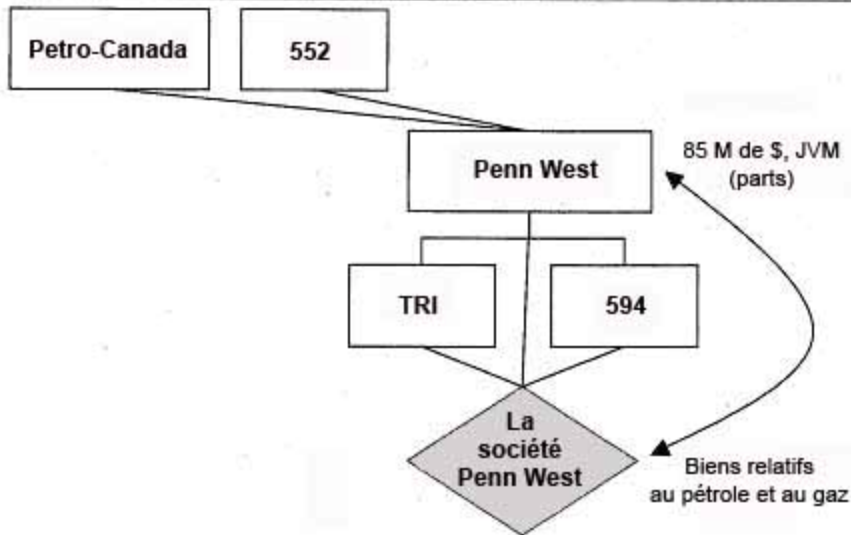 Petro-Canada
552
Penn West
85 M de $, JVM
(parts)
TRI
594
La
société
Penn West
Biens relatifs
au pétrole et au gaz